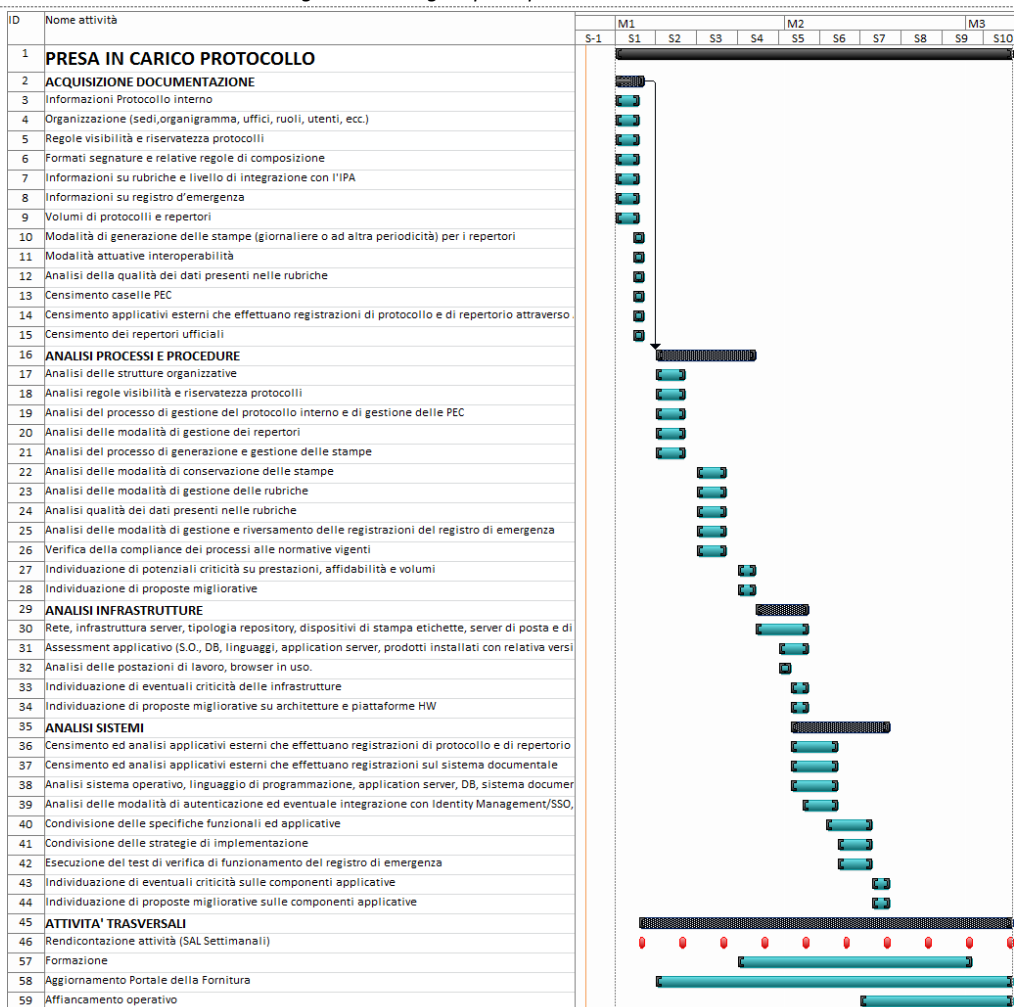 ID Nome attività M1 M2 M3
S-1 S1 S2 S3 S4 S5 S6 S7 S8 S9 S10
1 PRESA IN CARICO PROTOCOLLO
2 ACQUISIZIONE DOCUMENTAZIONE
3 Informazioni Protocollo interno
4 Organizzazione (sedi,organigramma, uffici, ruoli, utenti, ecc.)
5 Regole visibilità e riservatezza protocolli
6 Formati segnature e relative regole di composizione
7 Informazioni su rubriche e livello di integrazione con l'IPA
8 Informazioni su registro d’emergenza
9 Volumi di protocolli e repertori
10 Modalità di generazione delle stampe (giornaliere o ad altra periodicità) per i repertori
11 Modalità attuative interoperabilità
12 Analisi della qualità dei dati presenti nelle rubriche
13 Censimento caselle PEC
14 Censimento applicativi esterni che effettuano registrazioni di protocollo e di repertorio attraverso
15 Censimento dei repertori ufficiali
16 ANALISI PROCESSI E PROCEDURE
17 Analisi delle strutture organizzative
18 Analisi regole visibilità e riservatezza protocolli
19 Analisi del processo di gestione del protocollo interno e di gestione delle PEC
20 Analisi delle modalità di gestione dei repertori
21 Analisi del processo di generazione e gestione delle stampe
22 Analisi delle modalità di conservazione delle stampe
23 Analisi delle modalità di gestione delle rubriche
24 Analisi qualità dei dati presenti nelle rubriche
25 Analisi delle modalità di gestione e riversamento delle registrazioni del registro di emergenza
26 Verifica della compliance dei processi alle normative vigenti
27 Individuazione di potenziali criticità su prestazioni, affidabilità e volumi
28 Individuazione di proposte migliorative
29 ANALISI INFRASTRUTTURE
30 Rete, infrastruttura server, tipologia repository, dispositivi di stampa etichette, server di posta e di
31 Assessment applicativo (S.O., DB, linguaggi, application server, prodotti installati con relativa versi
32 Analisi delle postazioni di lavoro, browser in uso.
33 Individuazione di eventuali criticità delle infrastrutture
34 Individuazione di proposte migliorative su architetture e piattaforme HW
35 ANALISI SISTEMI
36 Censimento ed analisi applicativi esterni che effettuano registrazioni di protocollo e di repertorio
37 Censimento ed analisi applicativi esterni che effettuano registrazioni sul sistema documentale
38 Analisi sistema operativo, linguaggio di programmazione, application server, DB, sistema documer
39 Analisi delle modalità di autenticazione ed eventuale integrazione con Identity Management/SSO,
40 Condivisione delle specifiche funzionali ed applicative
41 Condivisione delle strategie di implementazione
42 Esecuzione del test di verifica di funzionamento del registro di emergenza
43 Individuazione di eventuali criticità sulle componenti applicative
44 Individuazione di proposte migliorative sulle componenti applicative
45 ATTIVITA' TRASVERSALI
46 Rendicontazione attività (SAL Settimanali)
57 Formazione
58 Aggiornamento Portale della Fornitura
59 Affiancamento operativo